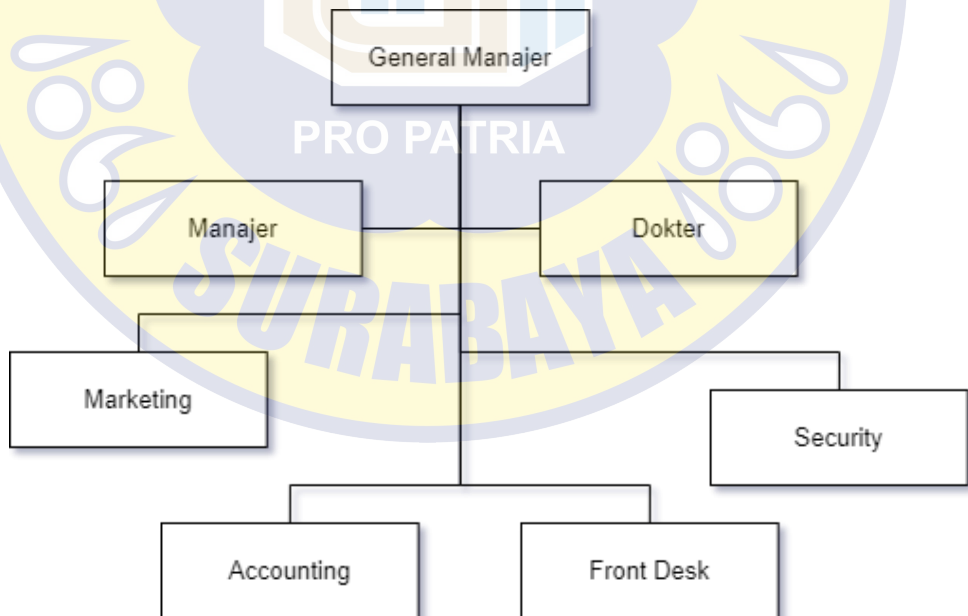 General Manajer
PRO PATRIA
Manajer
Dokter
SURABAYA
Marketing
Security
Accounting
Front Desk